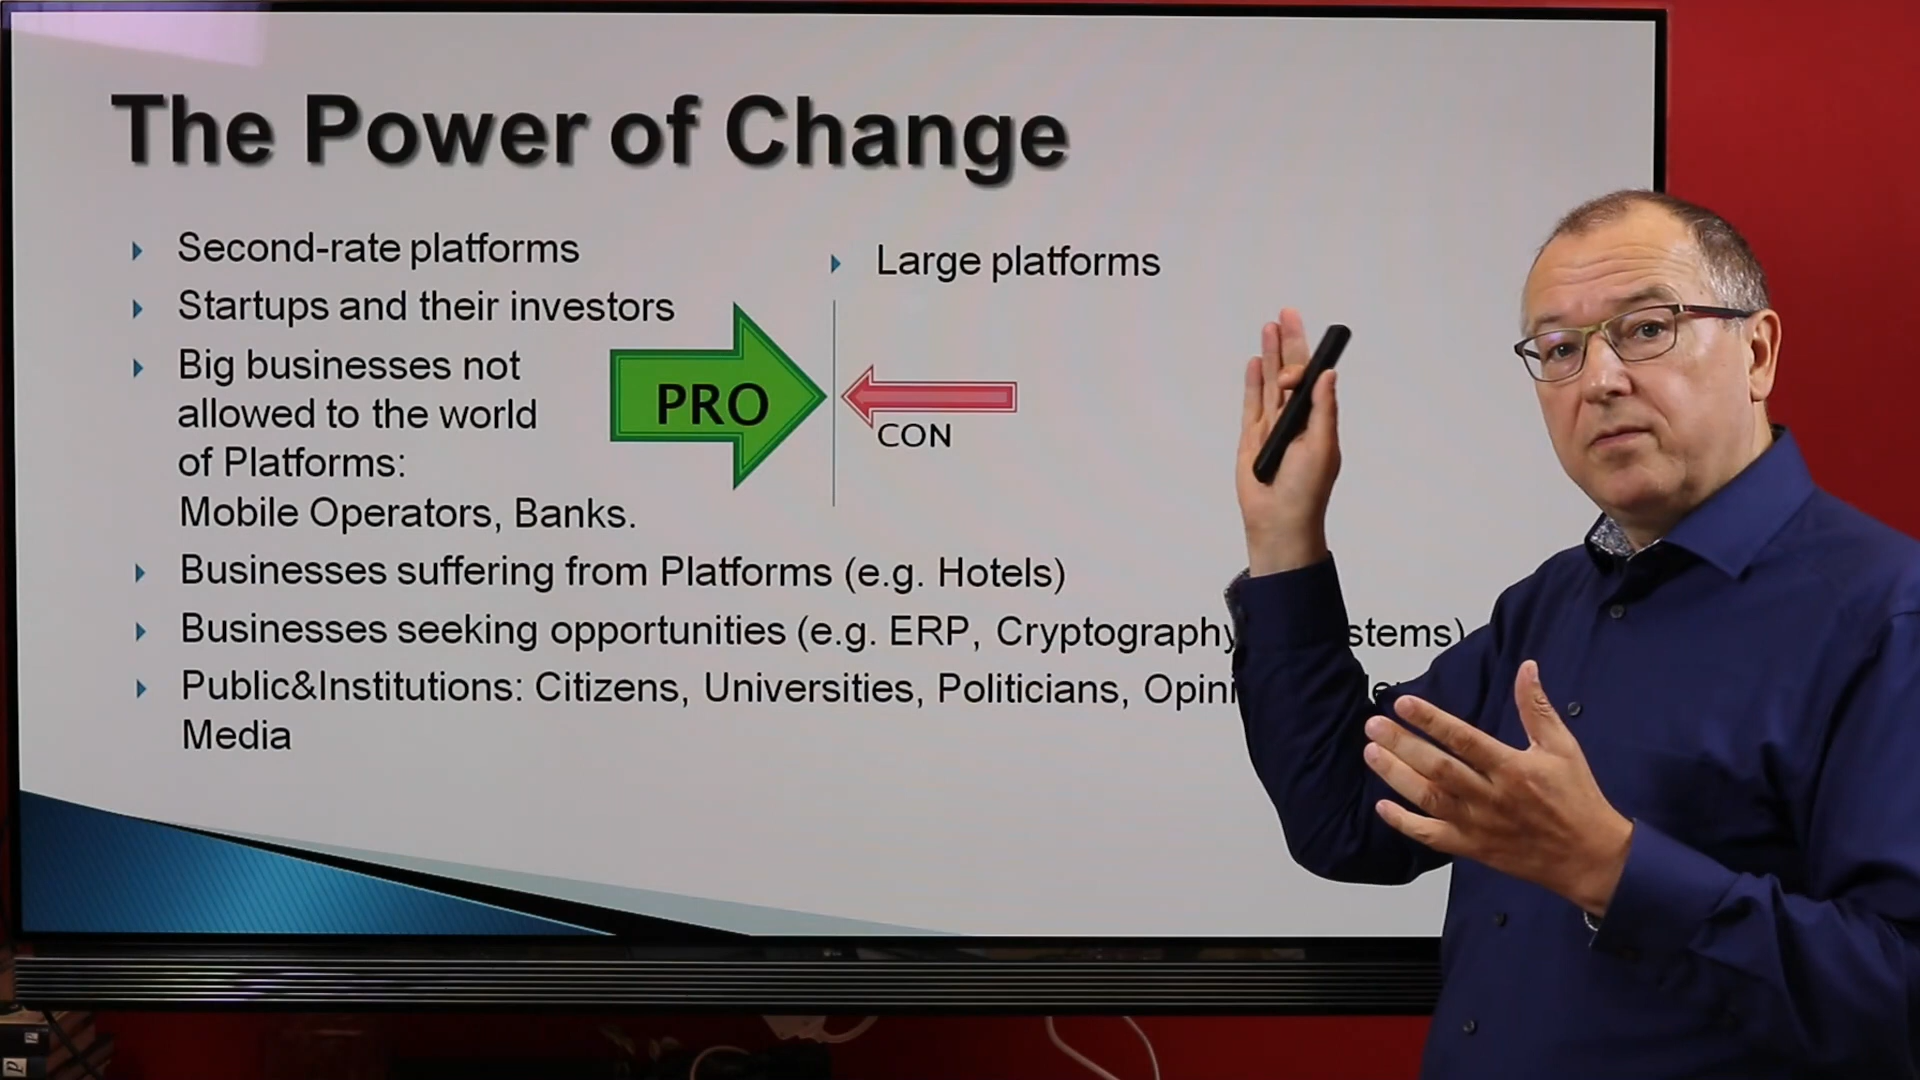 The Power of Change
Second-rate platforms
Startups and their investors
Big businesses not
allowed to the world
of Platforms:
Mobile Operators, Banks.
Large platforms
PRO
CON
Businesses suffering from Platforms (e.g. Hotels)
Businesses seeking opportunities (e.g. ERP, Cryptography
Public&Institutions: Citizens, Universities, Politicians,
Media